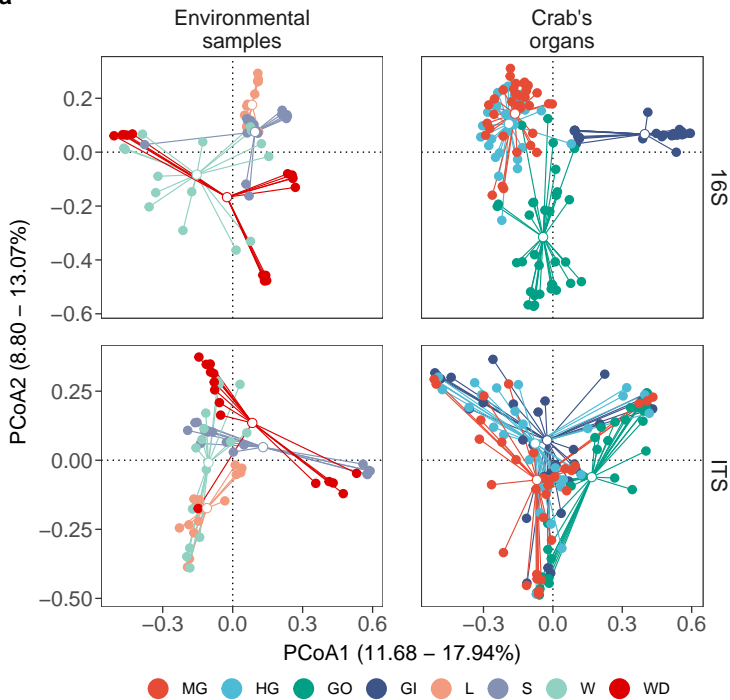 Environmental
samples
Crab's
organs
0.2
0.0
−0.2
−0.4
−0.6
16S
0.25
0.00
−0.25
−0.50
ITS
PCoA2 (8.80 − 13.07%)
−0.3
0.0
0.3
0.6
−0.3
0.0
0.3
0.6
PCoA1 (11.68 − 17.94%)
MG HG GO GI L S W WD